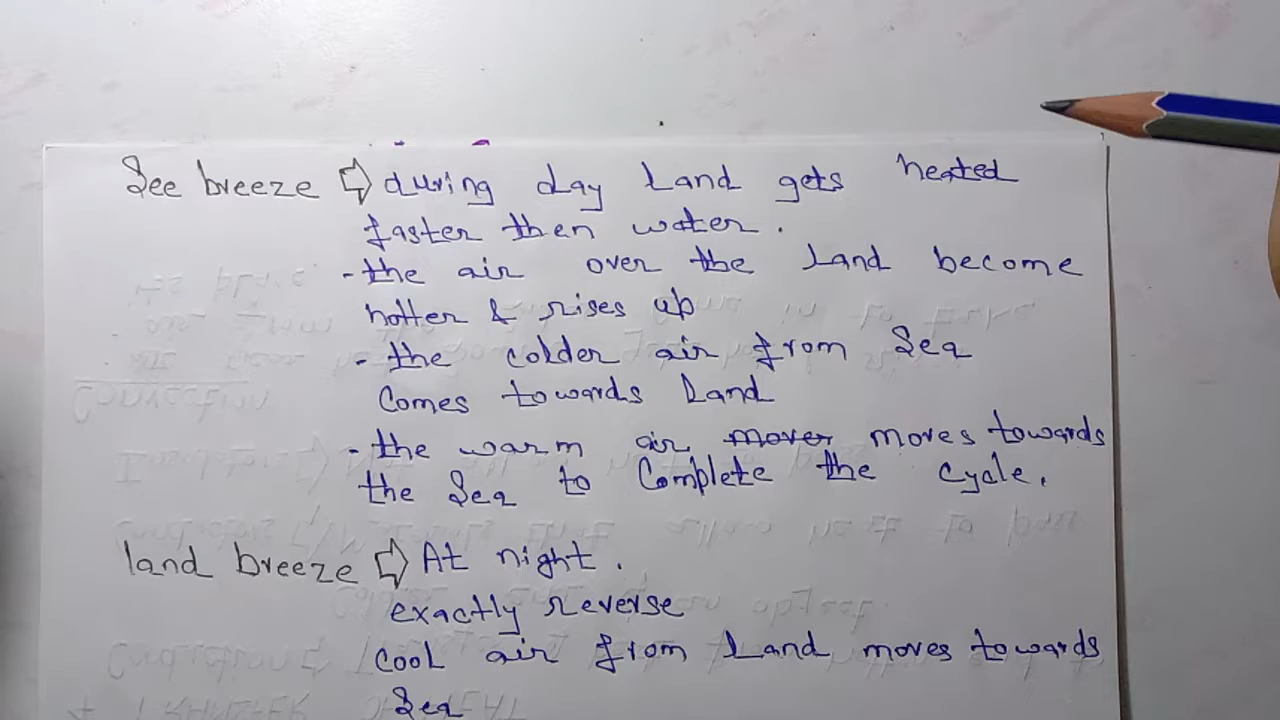 See breeze ⇨ during day land gets heated
faster then water.
- the air over the land become
hotter & rises up
- the colder air from Sea
comes towards land
- the warm air mover moves towards
the Sea to Complete the cycle.
land breeze ⇨ At night.
exactly reverse
cool air from land moves towards
Sea